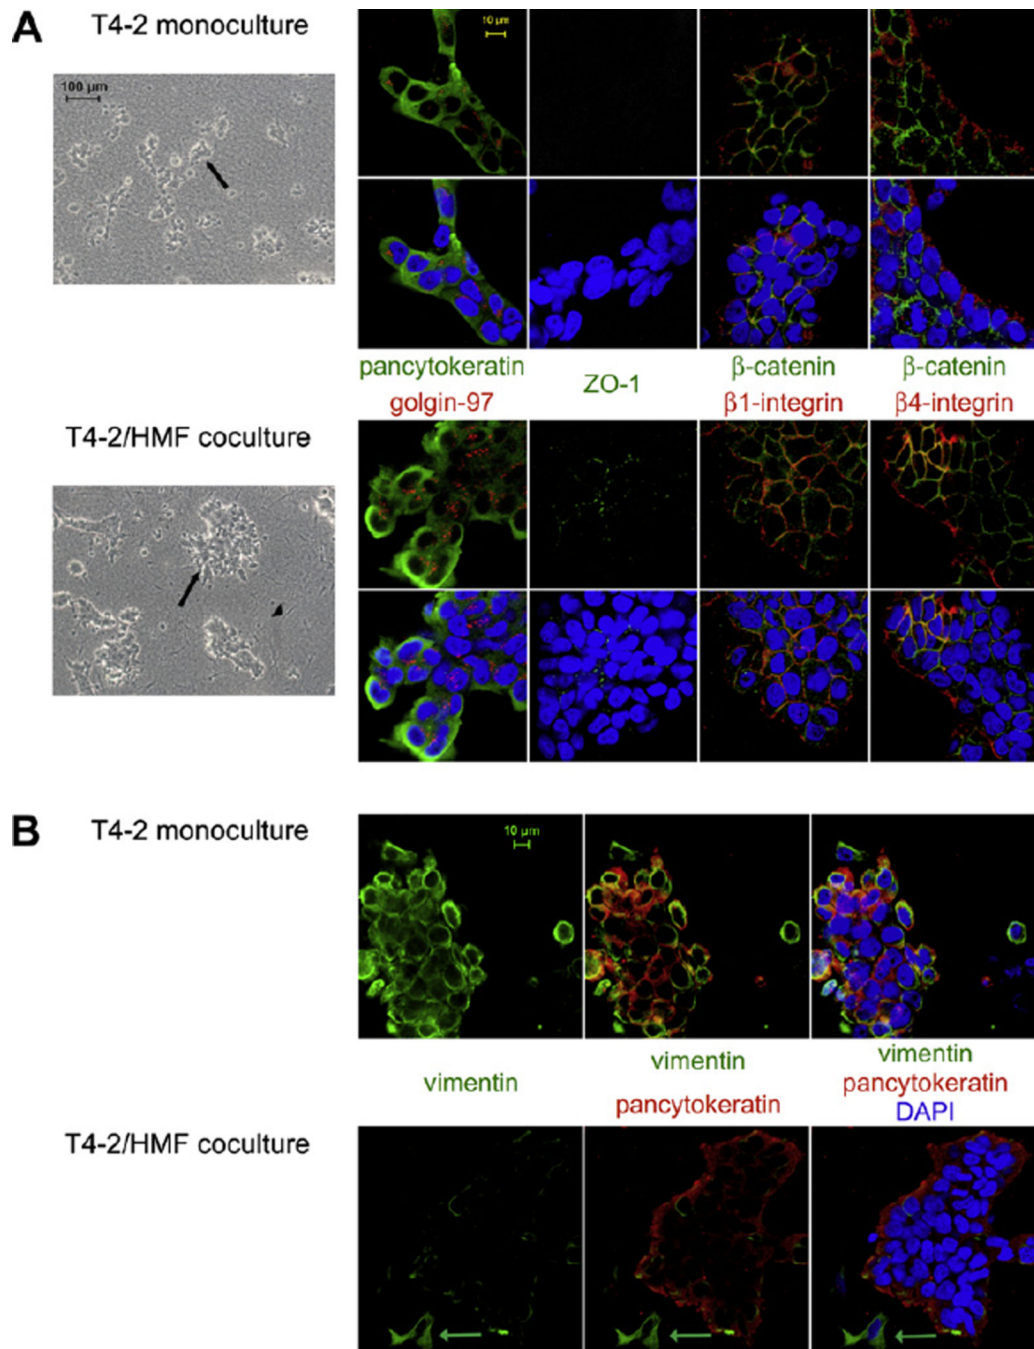 A
T4-2 monoculture
100 µm
10 µm
pancytokeratin
golgin-97
ZO-1
β-catenin
β1-integrin
β-catenin
β4-integrin
T4-2/HMF coculture
B
T4-2 monoculture
10 µm
vimentin
vimentin
pancytokeratin
vimentin
pancytokeratin
DAPI
T4-2/HMF coculture